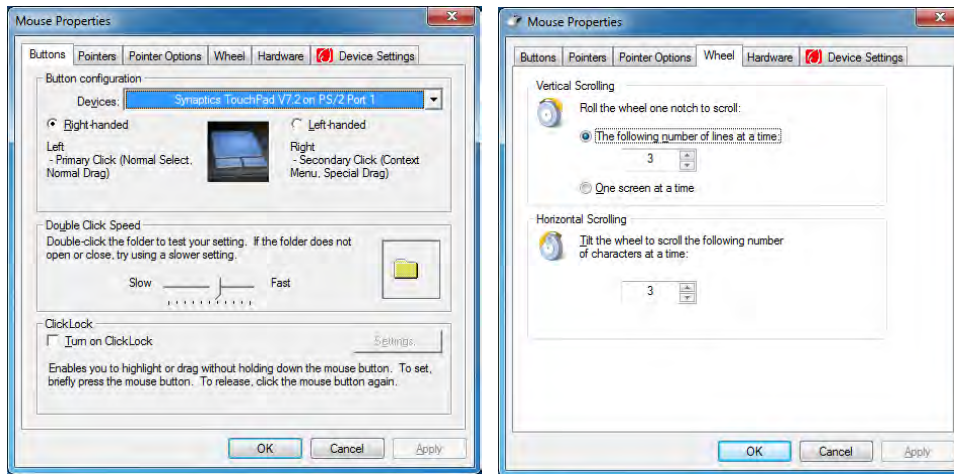 Mouse Properties
Buttons Pointers Pointer Options Wheel Hardware Device Settings
Button configuration
Devices: Synaptics TouchPad V7.2 on PS/2 Port 1
Right-handed Left-handed
Left
- Primary Click (Normal Select,
Normal Drag)
Right
- Secondary Click (Context
Menu, Special Drag)
Double Click Speed
Double-click the folder to test your setting. If the folder does not
open or close, try using a slower setting.
Slow Fast
ClickLock
Turn on ClickLock Settings...
Enables you to highlight or drag without holding down the mouse button. To set,
briefly press the mouse button. To release, click the mouse button again.
OK Cancel Apply
Mouse Properties
Buttons Pointers Pointer Options Wheel Hardware Device Settings
Vertical Scrolling
Roll the wheel one notch to scroll:
The following number of lines at a time:
3
One screen at a time
Horizontal Scrolling
Tilt the wheel to scroll the following number
of characters at a time:
3
OK Cancel Apply